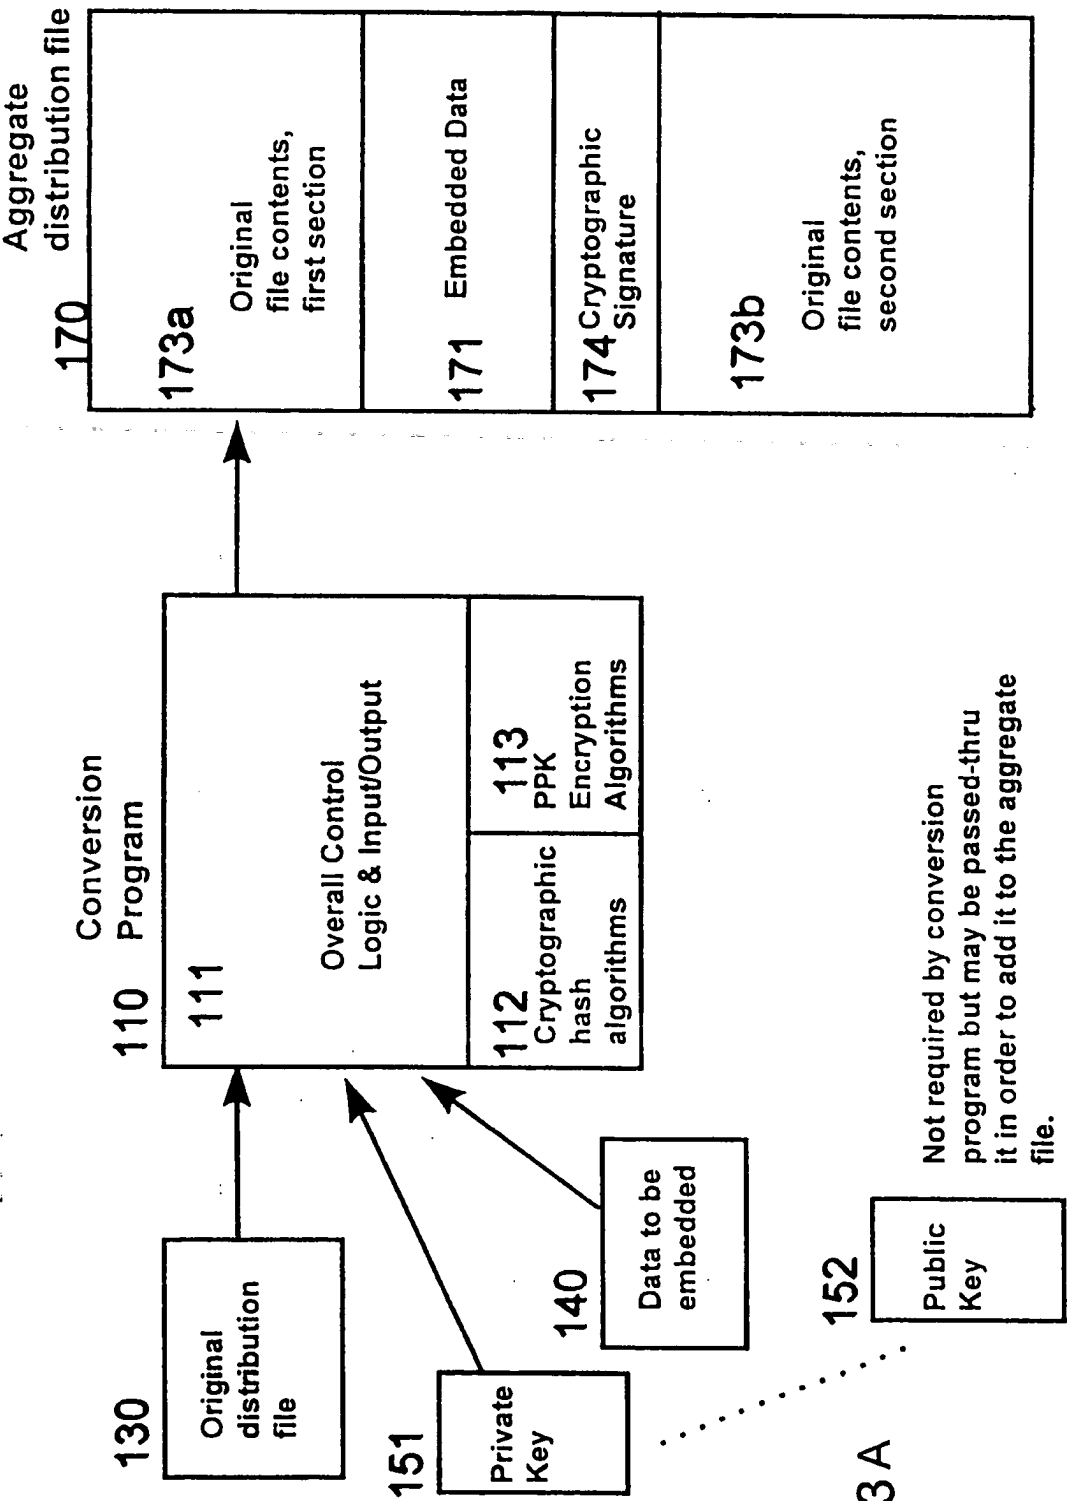 130
Original
distribution
file
151
Private
Key
140
Data to be
embedded
152
Public
Key
Not required by conversion
program but may be passed-thru
it in order to add it to the aggregate
file.
Conversion
110 Program
111
Overall Control
Logic & Input/Output
112
Cryptographic
hash
algorithms
113
PPK
Encryption
Algorithms
Aggregate
distribution file
170
173a
Original
file contents,
first section
171 Embedded Data
174 Cryptographic
Signature
173b
Original
file contents,
second section
3A